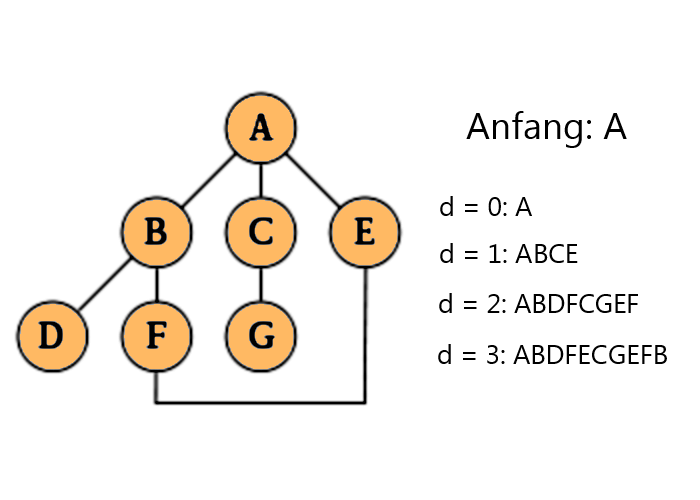 A
B
C
E
D
F
G
Anfang: A
d = 0: A
d = 1: ABCE
d = 2: ABDFCGEF
d = 3: ABDFECGEFB